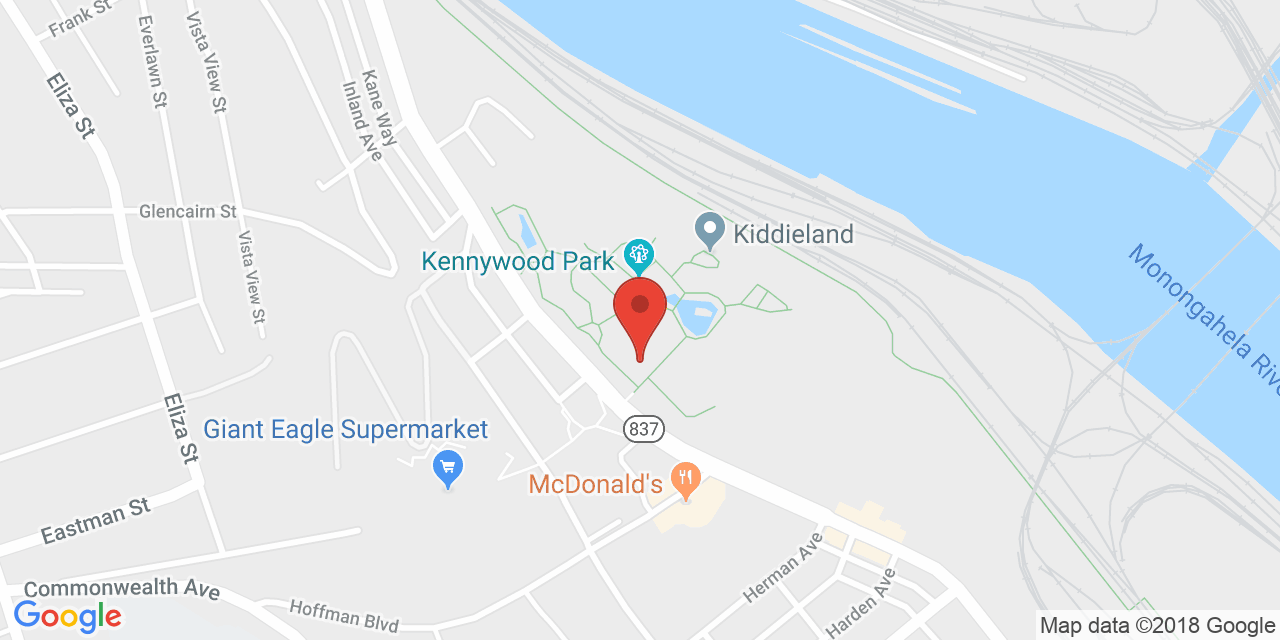 Frank St
Everlawn St
Vista View St
Eliza St
Kane Way
Inland Ave
Glencairn St
Vista View St
Kennywood Park
Kiddieland
Monongahela River
Eliza St
Giant Eagle Supermarket
837
McDonald's
Eastman St
Herman Ave
Harden Ave
Commonwealth Ave
Hoffman Blvd
Google
Map data ©2018 Google